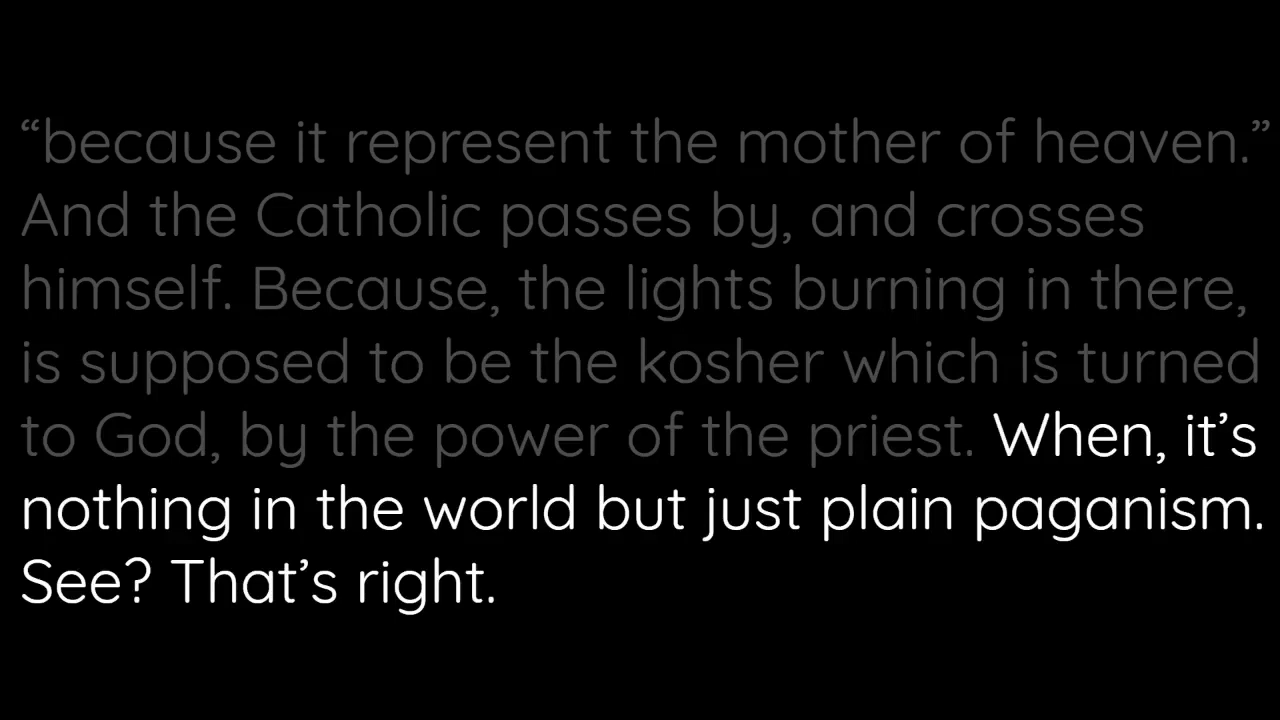 “because it represent the mother of heaven.”
And the Catholic passes by, and crosses
himself. Because, the lights burning in there,
is supposed to be the kosher which is turned
to God, by the power of the priest. When, it’s
nothing in the world but just plain paganism.
See? That’s right.